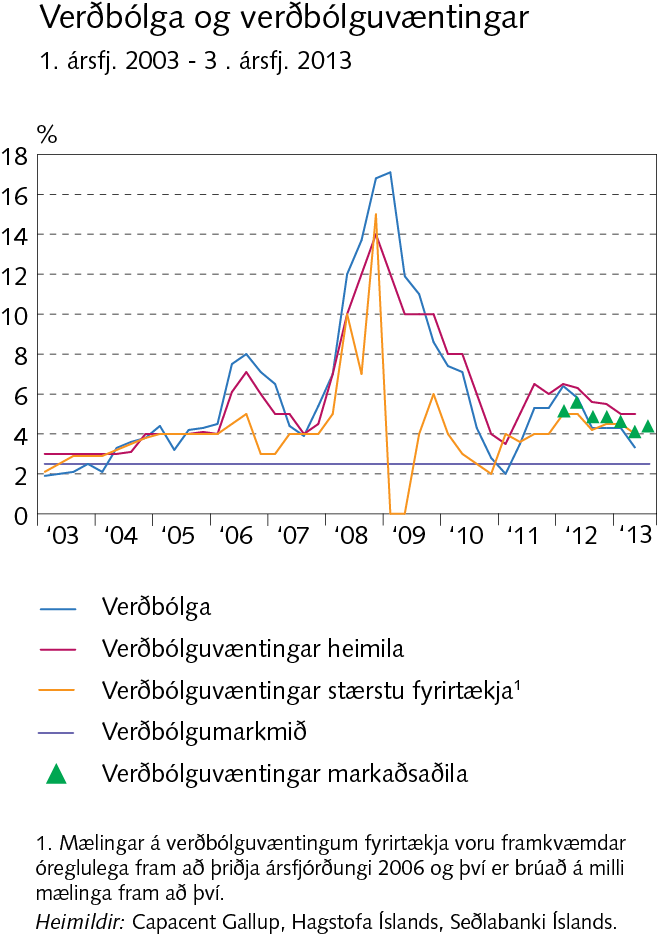 Verðbólga og verðbólguvæntingar
1. ársfj. 2003 - 3 . ársfj. 2013
%
18
16
14
12
10
8
6
4
2
0
‘03 ‘04 ‘05 ‘06 ‘07 ‘08 ‘09 ‘10 ‘11 ‘12 ‘13
Verðbólga
Verðbólguvæntingar heimila
Verðbólguvæntingar stærstu fyrirtækja¹
Verðbólgumarkmið
Verðbólguvæntingar markaðsaðila
1. Mælingar á verðbólguvæntingum fyrirtækja voru framkvæmdar
óreglulega fram að þriðja ársfjórðungi 2006 og því er brúað á milli
mælinga fram að því.
Heimildir: Capacent Gallup, Hagstofa Íslands, Seðlabanki Íslands.